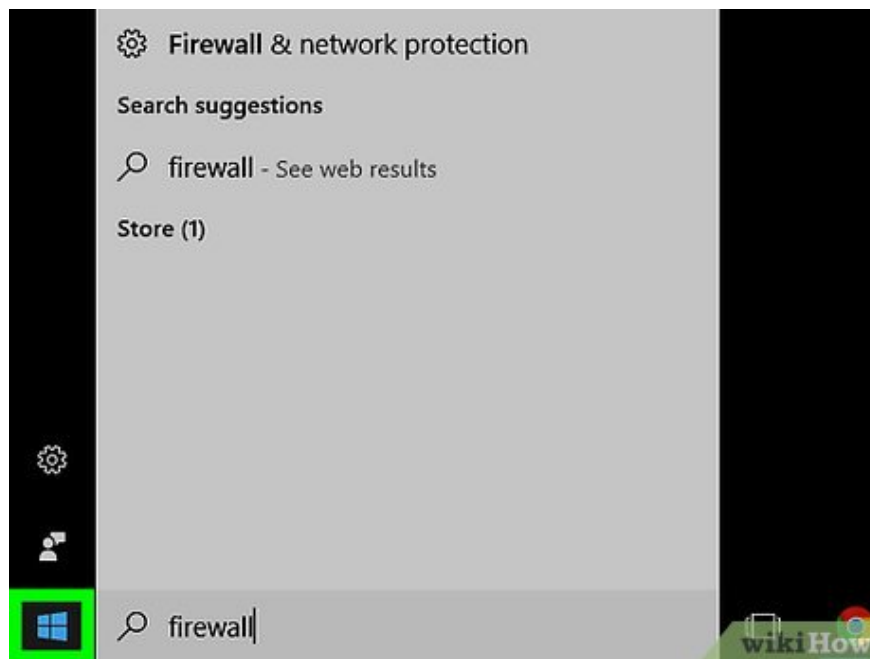 Firewall & network protection
Search suggestions
firewall - See web results
Store (1)
firewall
wikiHow